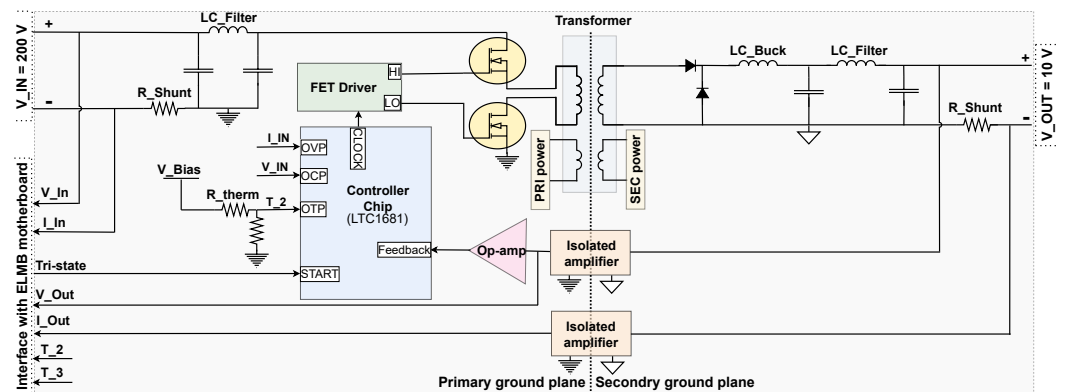 V_IN = 200 V
+
-
LC_Filter
R_Shunt
FET Driver
HI
LO
CLOCK
I_IN
OVP
V_IN
OCP
V_Bias
R_therm
T_2
OTP
Controller
Chip
(LTC1681)
Feedback
START
Op-amp
Transformer
PRI power
SEC power
LC_Buck
LC_Filter
R_Shunt
+
-
V_OUT = 10 V
Isolated
amplifier
Isolated
amplifier
Interface with ELMB motherboard
V_In
I_In
Tri-state
V_Out
I_Out
T_2
T_3
Primary ground plane
Secondry ground plane